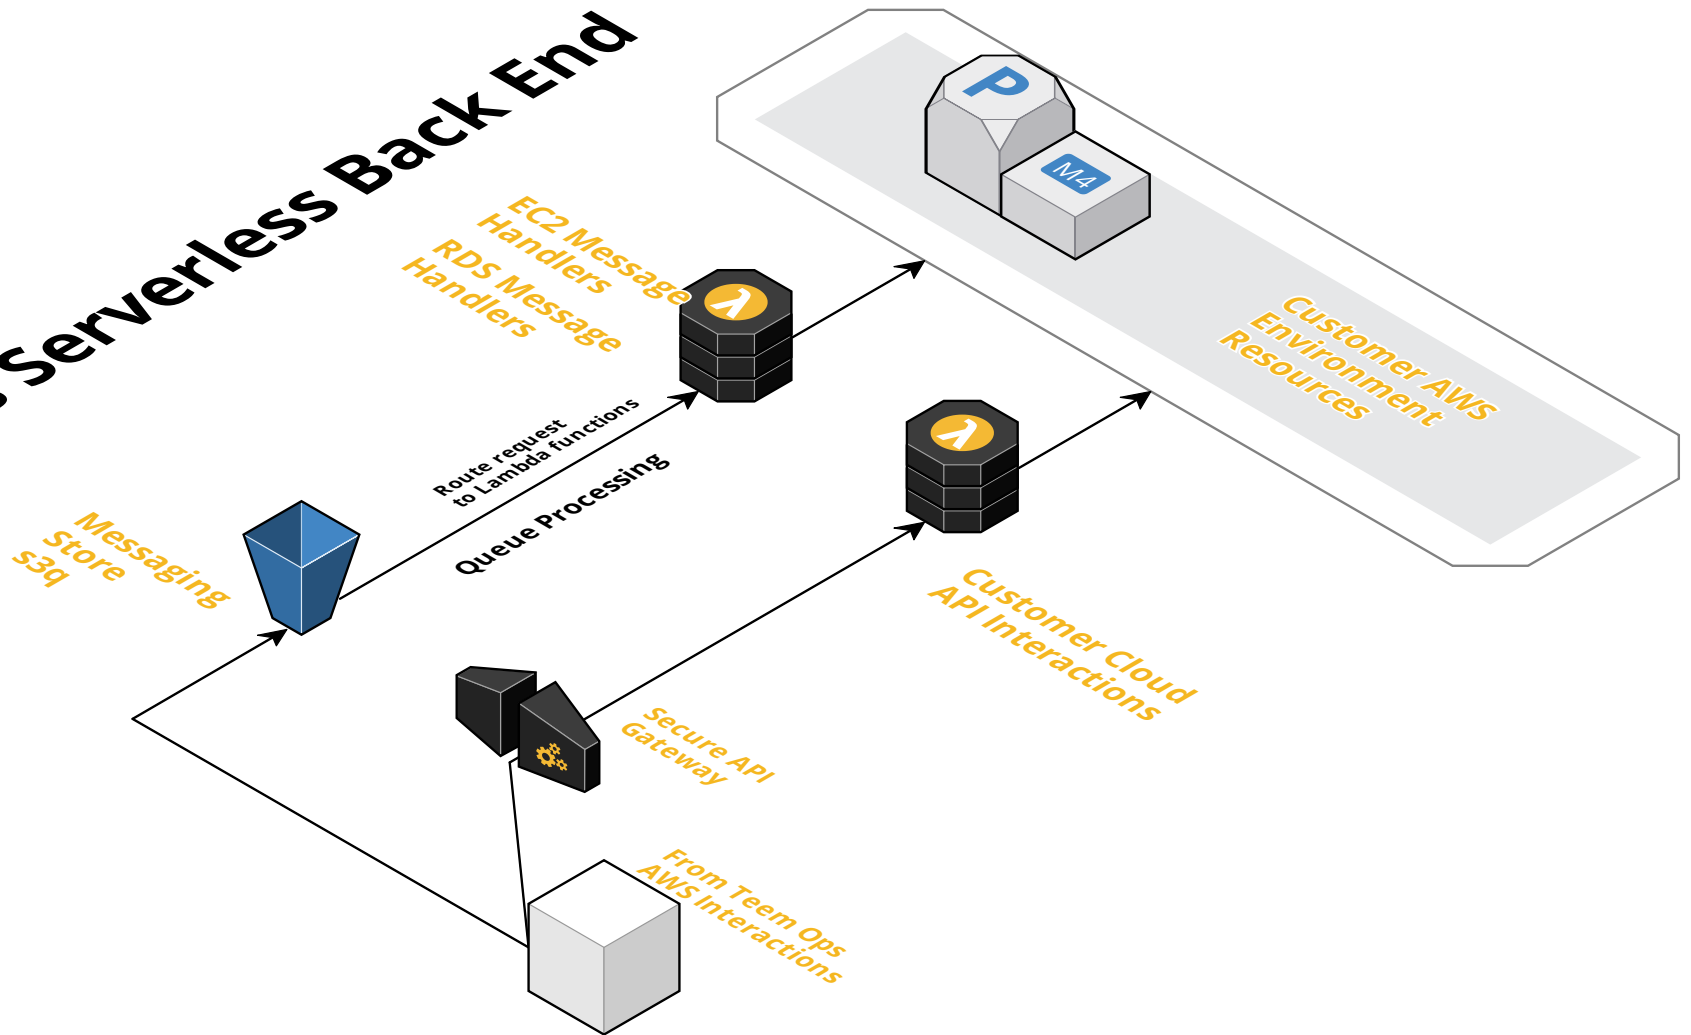 Serverless Back End
P
M4
EC2 Message
Handlers
RDS Message
Handlers
λ
Customer AWS
Environment
Resources
Route request
to Lambda functions
Queue Processing
λ
Messaging
Store
s3q
Customer Cloud
API Interactions
Secure API
Gateway
From Teem Ops
AWS Interactions